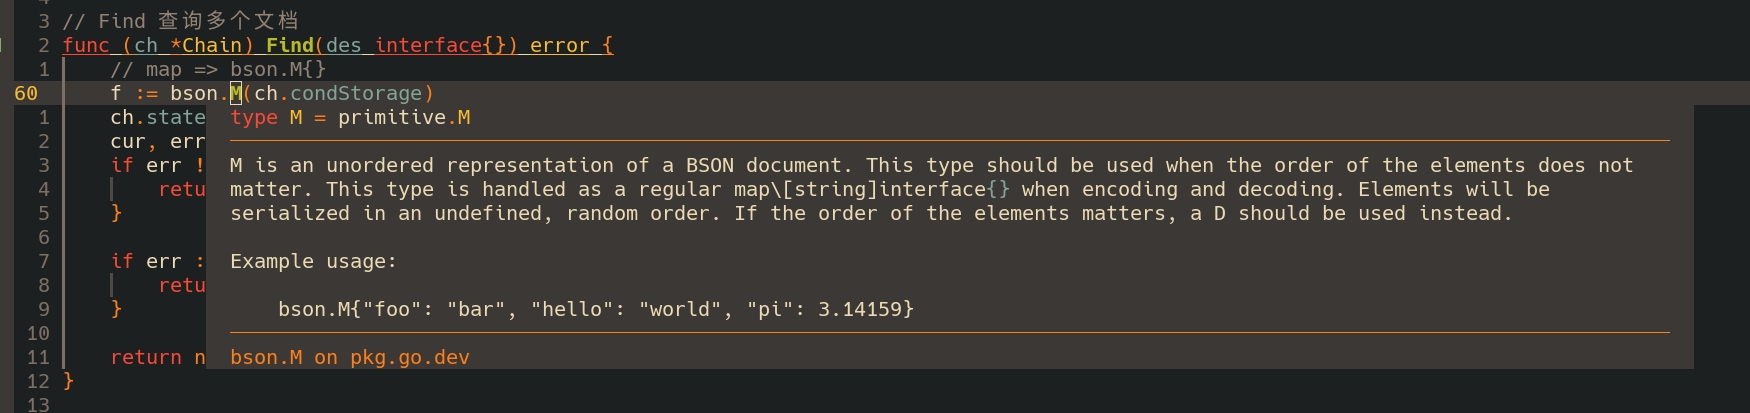 3 // Find 查询多个文档
2 func (ch *Chain) Find(des interface{}) error {
1     // map => bson.M{}
60     f := bson.M(ch.condStorage)
1     ch.state
type M = primitive.M
2     cur, err
3     if err !
M is an unordered representation of a BSON document. This type should be used when the order of the elements does not
4         retu
matter. This type is handled as a regular map\[string]interface{} when encoding and decoding. Elements will be
5     }
serialized in an undefined, random order. If the order of the elements matters, a D should be used instead.
6
7     if err :
Example usage:
8         retu
9     }
bson.M{"foo": "bar", "hello": "world", "pi": 3.14159}
10
11     return n
bson.M on pkg.go.dev
12 }
13